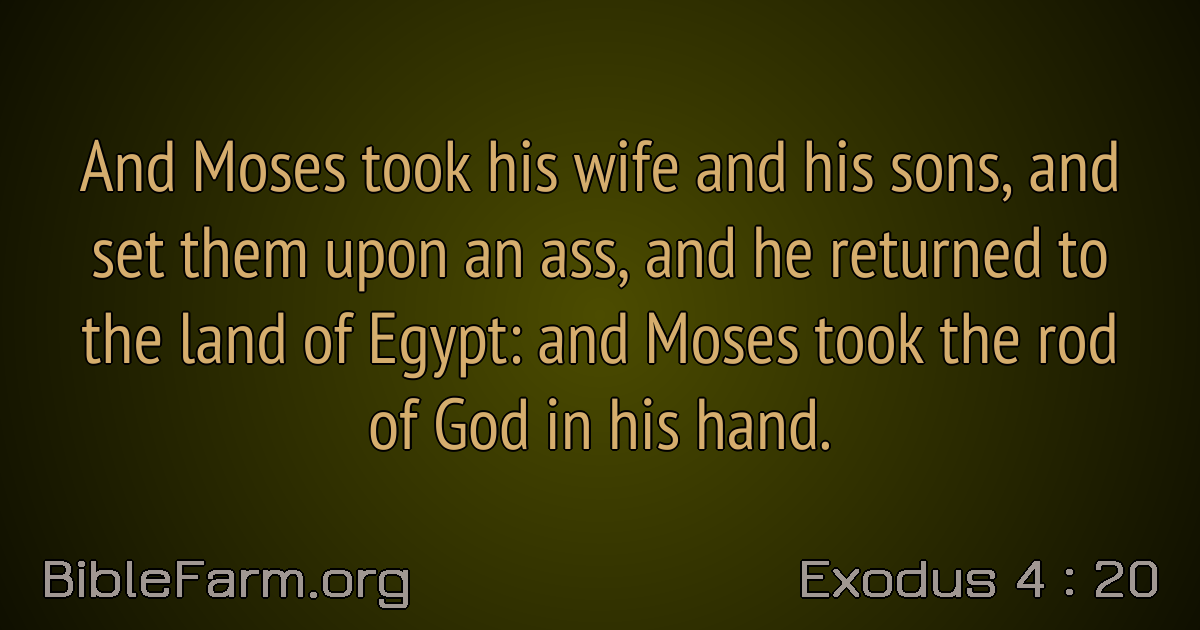 And Moses took his wife and his sons, and
set them upon an ass, and he returned to
the land of Egypt: and Moses took the rod
of God in his hand.
BibleFarm.org
Exodus 4 : 20